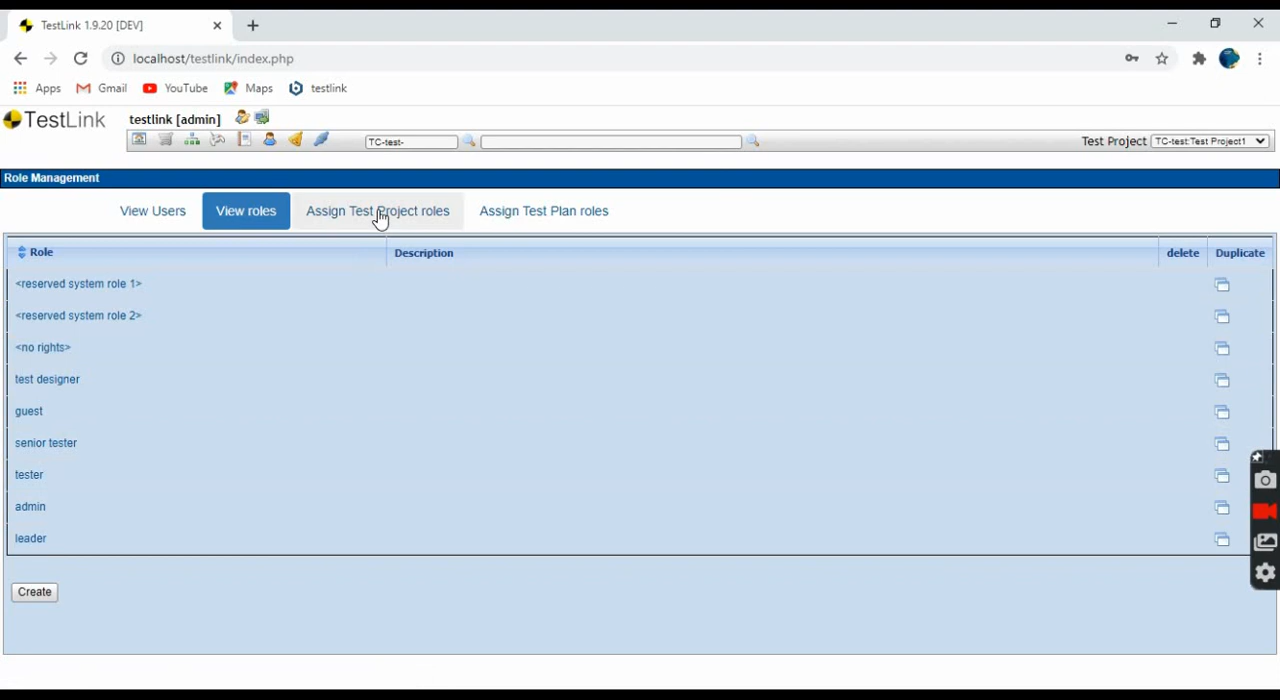 TestLink 1.9.20 [DEV]
localhost/testlink/index.php
Apps Gmail YouTube Maps testlink
TestLink testlink [admin]
TC-test- Test Project TC-test:Test Project1
Role Management
View Users View roles Assign Test Project roles Assign Test Plan roles
Role Description delete Duplicate
<reserved system role 1>
<reserved system role 2>
<no rights>
test designer
guest
senior tester
tester
admin
leader
Create